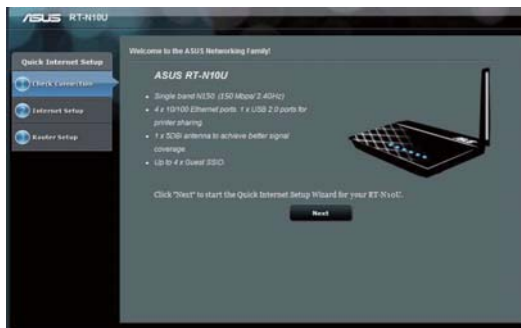 ASUS RT-N10U
Quick Internet Setup
Check Connection
Internet Setup
Router Setup
Welcome to the ASUS Networking Family!
ASUS RT-N10U
• Single band N150 (150 Mbps/ 2.4GHz)
• 4 x 10/100 Ethernet ports. 1 x USB 2.0 ports for
printer sharing.
• 1 x 5DBi antenna to achieve better signal
coverage.
• Up to 4 x Guest SSID.
Click "Next" to start the Quick Internet Setup Wizard for your RT-N10U.
Next